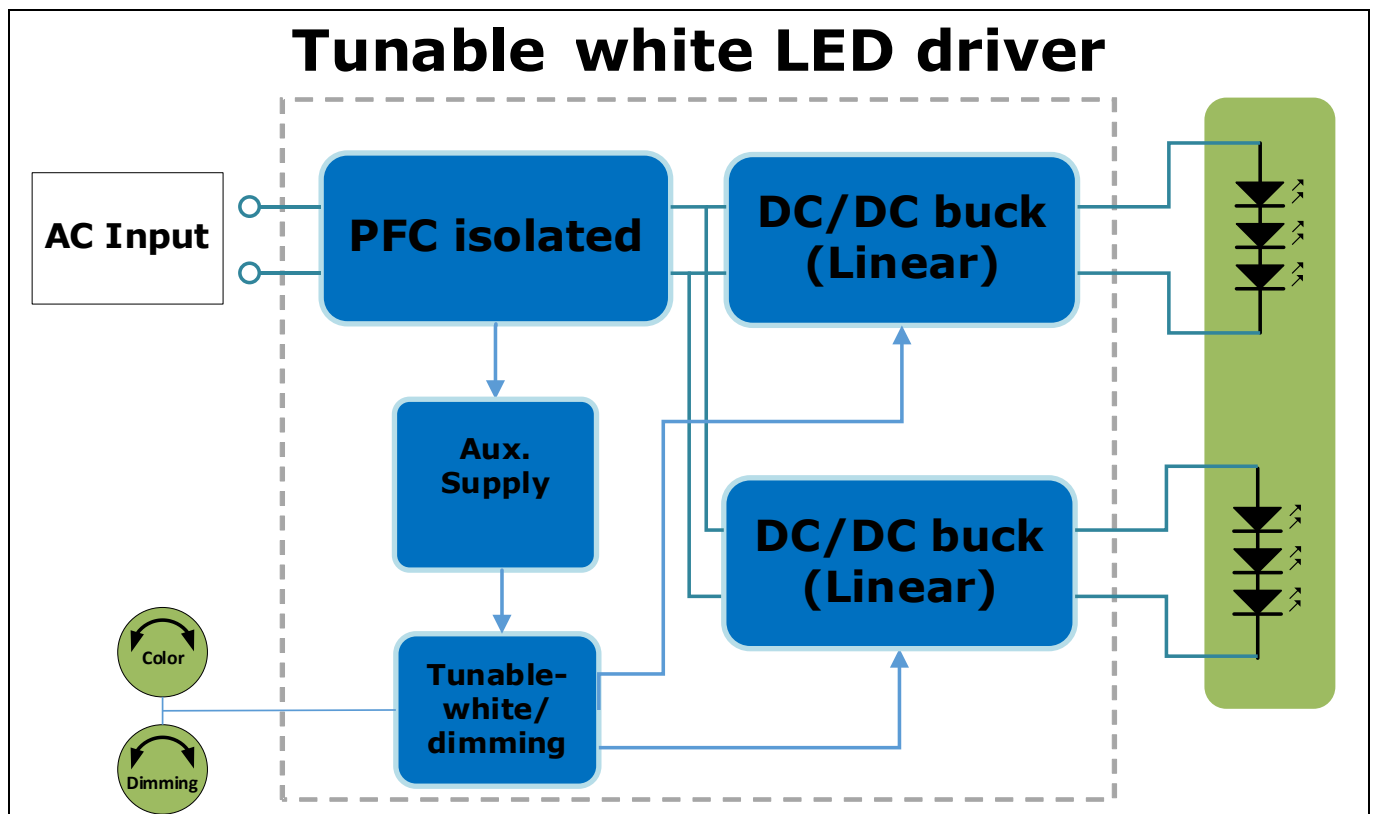 Tunable white LED driver
AC Input
PFC isolated
DC/DC buck
(Linear)
Aux.
Supply
DC/DC buck
(Linear)
Color
Tunable-
white/
dimming
Dimming